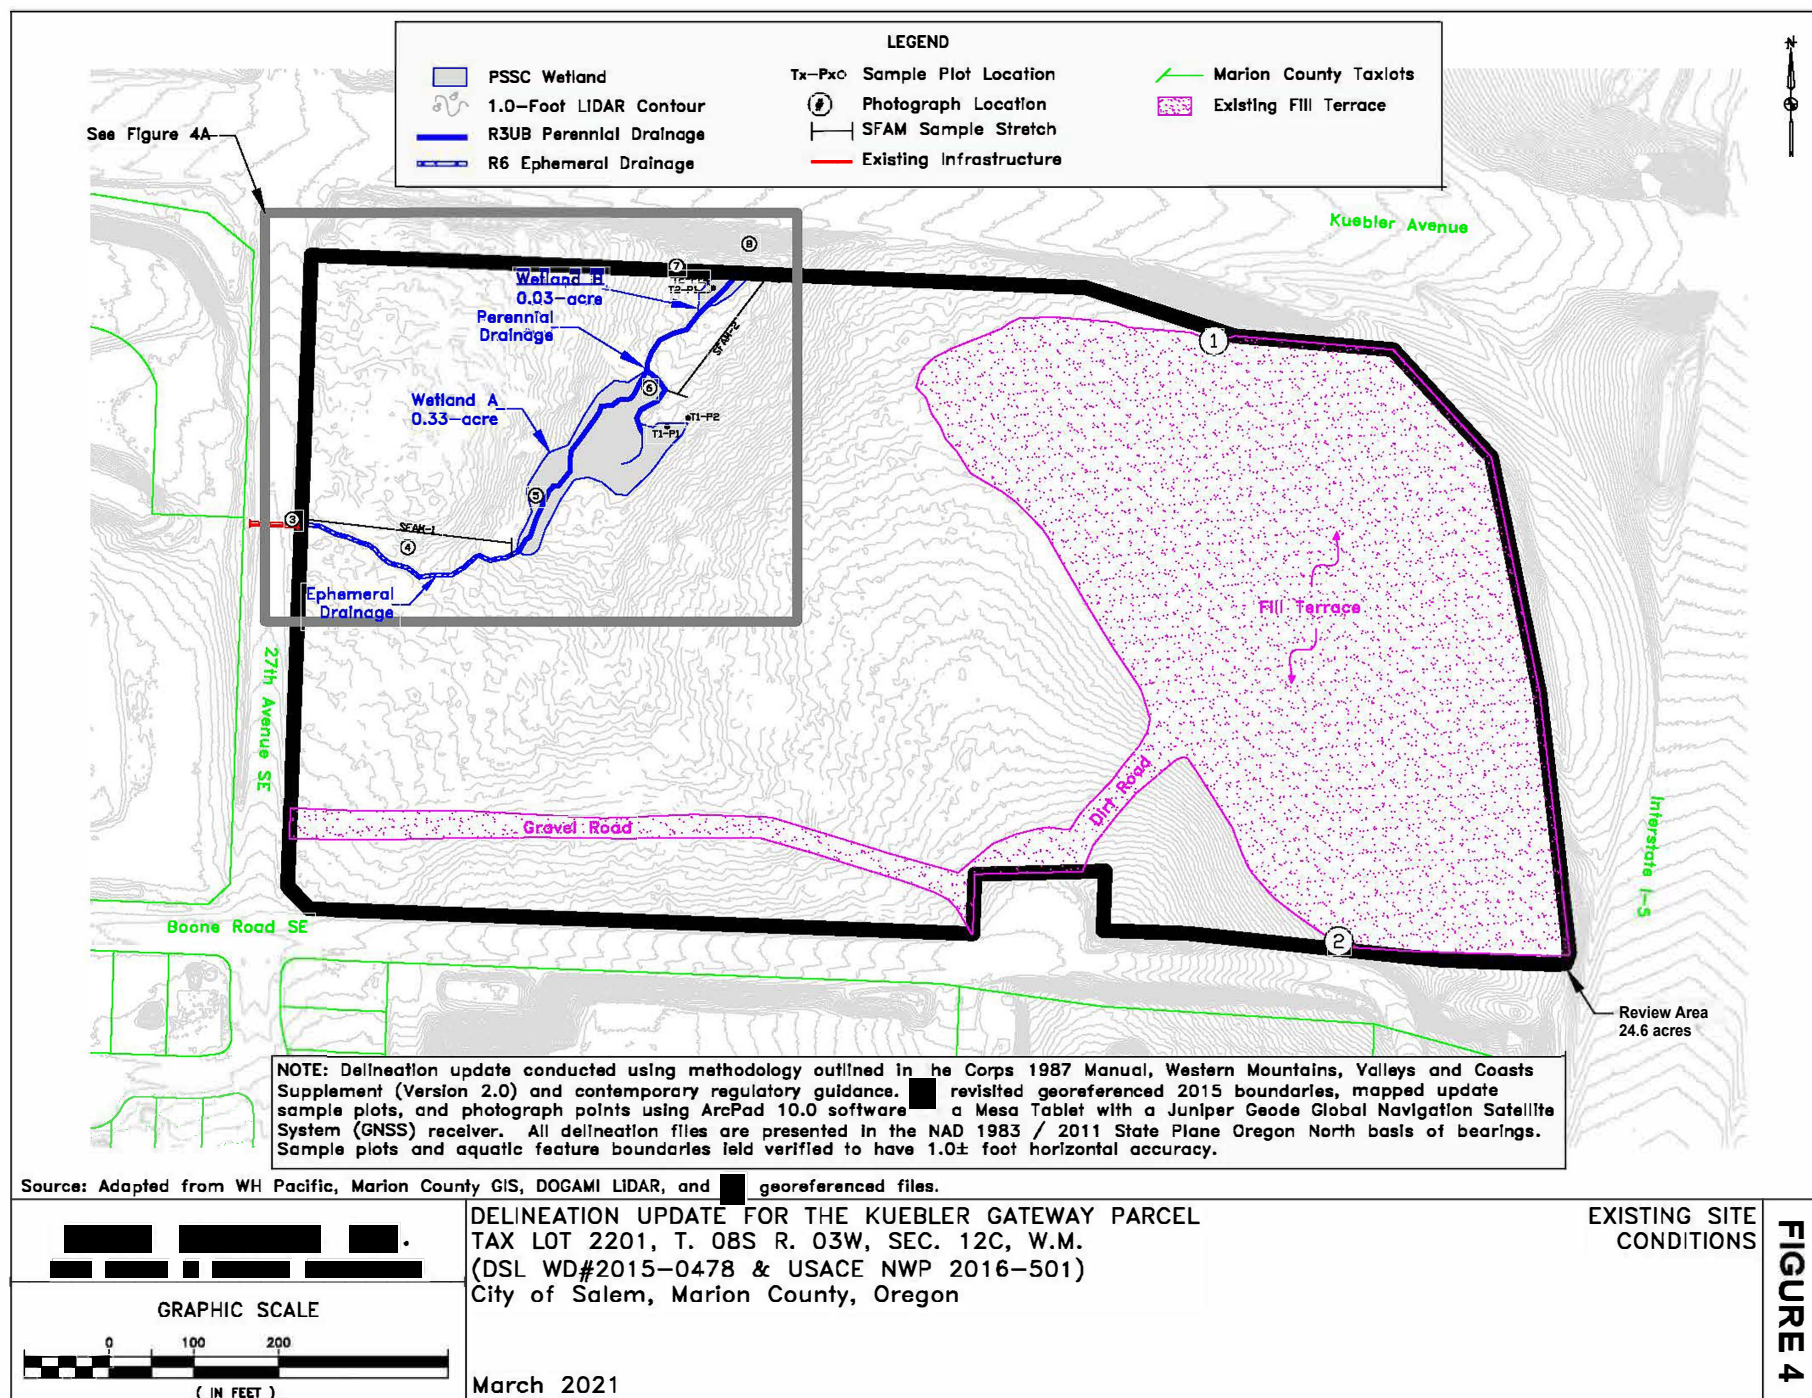 LEGEND
PSSC Wetland
1.0-Foot LiDAR Contour
R3UB Perennial Drainage
R6 Ephemeral Drainage
Tx-Px Sample Plot Location
# Photograph Location
SFAM Sample Stretch
Existing Infrastructure
Marion County Taxlots
Existing Fill Terrace
N
See Figure 4A
Kuebler Avenue
8
7
Wetland B
0.03-acre
T2-P1
Perennial
Drainage
SFAM-2
1
6
Wetland A
0.33-acre
T1-P2
T1-P1
5
3
SFAM-1
4
Ephemeral
Drainage
Fill Terrace
27th Avenue SE
Dirt Road
Gravel Road
Interstate I-5
Boone Road SE
2
Review Area
24.6 acres
NOTE: Delineation update conducted using methodology outlined in he Corps 1987 Manual, Western Mountains, Valleys and Coasts
Supplement (Version 2.0) and contemporary regulatory guidance. revisited georeferenced 2015 boundaries, mapped update
sample plots, and photograph points using ArcPad 10.0 software a Mesa Tablet with a Juniper Geode Global Navigation Satellite
System (GNSS) receiver. All delineation files are presented in the NAD 1983 / 2011 State Plane Oregon North basis of bearings.
Sample plots and aquatic feature boundaries ield verified to have 1.0± foot horizontal accuracy.
Source: Adapted from WH Pacific, Marion County GIS, DOGAMI LiDAR, and georeferenced files.
DELINEATION UPDATE FOR THE KUEBLER GATEWAY PARCEL
TAX LOT 2201, T. 08S R. 03W, SEC. 12C, W.M.
(DSL WD#2015-0478 & USACE NWP 2016-501)
City of Salem, Marion County, Oregon
March 2021
EXISTING SITE
CONDITIONS
FIGURE 4
GRAPHIC SCALE
0 100 200
( IN FEET )